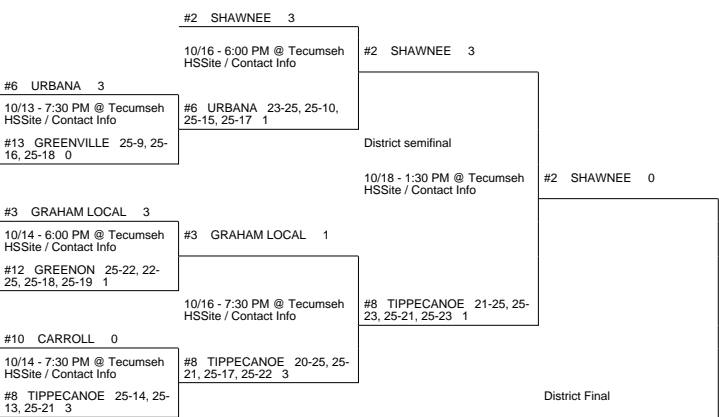 #2 SHAWNEE 3
10/16 - 6:00 PM @ Tecumseh
HSSite / Contact Info
#2 SHAWNEE 3
#6 URBANA 3
10/13 - 7:30 PM @ Tecumseh
HSSite / Contact Info
#6 URBANA 23-25, 25-10,
25-15, 25-17 1
#13 GREENVILLE 25-9, 25-
16, 25-18 0
District semifinal
10/18 - 1:30 PM @ Tecumseh
HSSite / Contact Info
#2 SHAWNEE 0
#3 GRAHAM LOCAL 3
10/14 - 6:00 PM @ Tecumseh
HSSite / Contact Info
#3 GRAHAM LOCAL 1
#12 GREENON 25-22, 22-
25, 25-18, 25-19 1
10/16 - 7:30 PM @ Tecumseh
HSSite / Contact Info
#8 TIPPECANOE 21-25, 25-
23, 25-21, 25-23 1
#10 CARROLL 0
10/14 - 7:30 PM @ Tecumseh
HSSite / Contact Info
#8 TIPPECANOE 20-25, 25-
21, 25-17, 25-22 3
#8 TIPPECANOE 25-14, 25-
13, 25-21 3
District Final